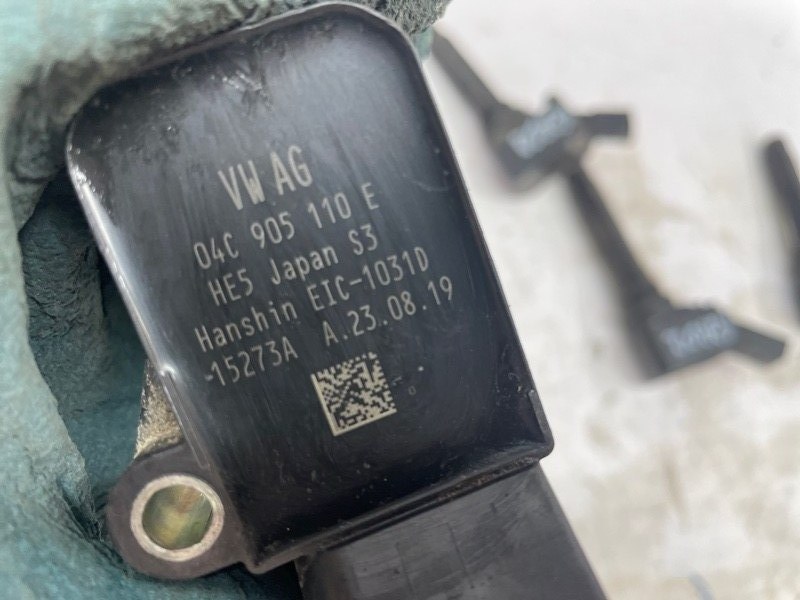 VW AG
04C 905 110 E
HE5 Japan S3
Hanshin EIC-1031D
-15273A A.23.08.19